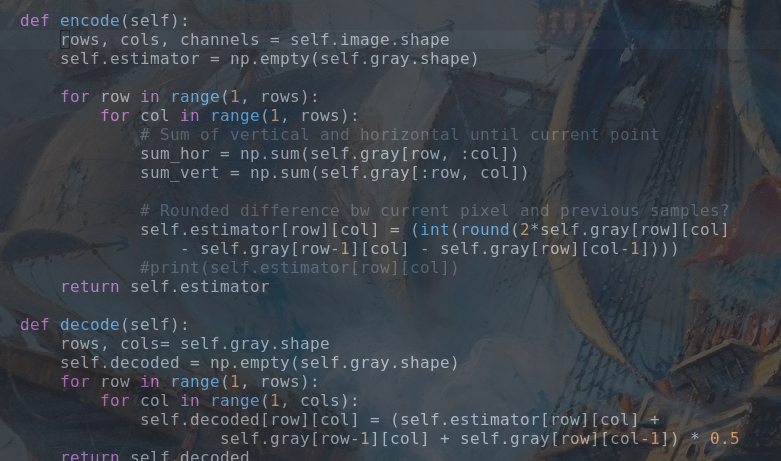 def encode(self):
    rows, cols, channels = self.image.shape
    self.estimator = np.empty(self.gray.shape)

    for row in range(1, rows):
        for col in range(1, rows):
            # Sum of vertical and horizontal until current point
            sum_hor = np.sum(self.gray[row, :col])
            sum_vert = np.sum(self.gray[:row, col])

            # Rounded difference bw current pixel and previous samples?
            self.estimator[row][col] = (int(round(2*self.gray[row][col]
                - self.gray[row-1][col] - self.gray[row][col-1])))
            #print(self.estimator[row][col])
    return self.estimator

def decode(self):
    rows, cols= self.gray.shape
    self.decoded = np.empty(self.gray.shape)
    for row in range(1, rows):
        for col in range(1, cols):
            self.decoded[row][col] = (self.estimator[row][col] +
                    self.gray[row-1][col] + self.gray[row][col-1]) * 0.5
    return self.decoded